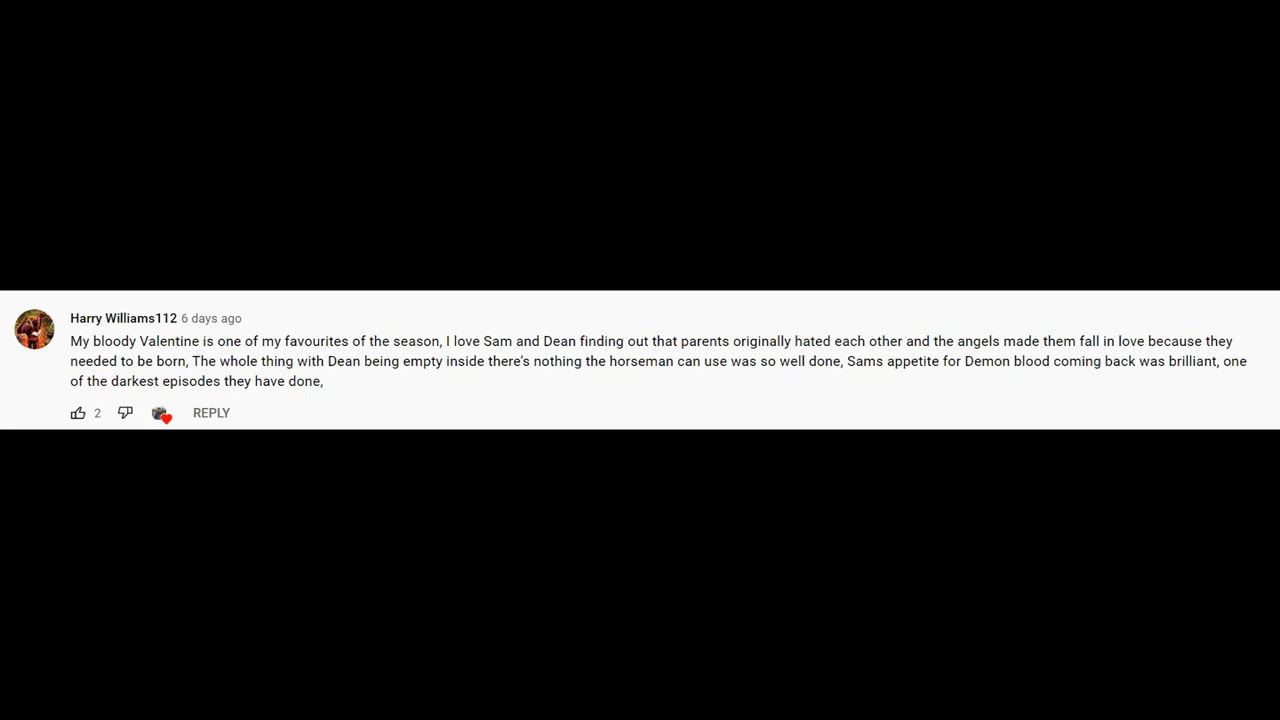 Harry Williams112 6 days ago
My bloody Valentine is one of my favourites of the season, I love Sam and Dean finding out that parents originally hated each other and the angels made them fall in love because they
needed to be born, The whole thing with Dean being empty inside there's nothing the horseman can use was so well done, Sams appetite for Demon blood coming back was brilliant, one
of the darkest episodes they have done,
2 REPLY